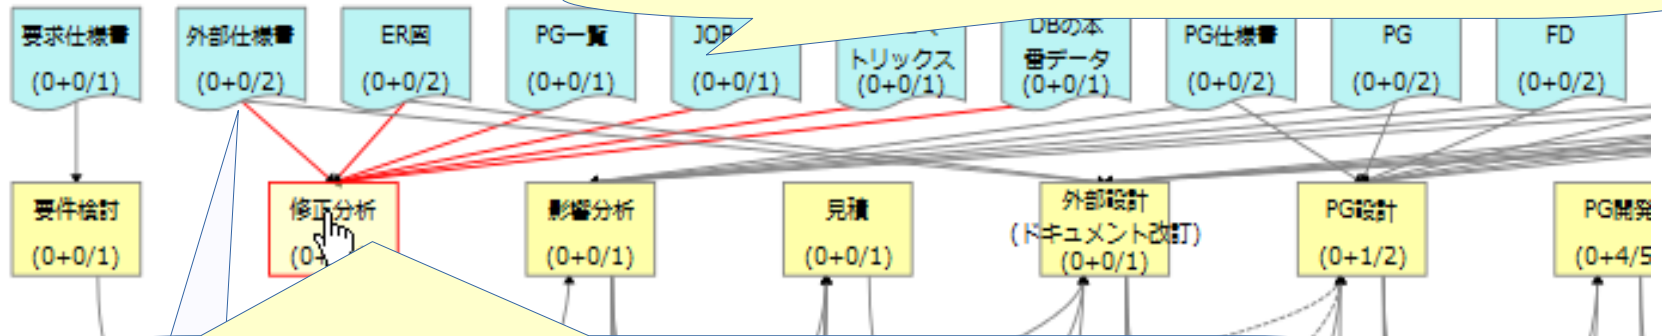 要求仕様書
(0+0/1)
外部仕様書
(0+0/2)
ER図
(0+0/2)
PG一覧
(0+0/1)
JOB
(0+0/1)
トリックス
(0+0/1)
DBの本
番データ
(0+0/1)
PG仕様書
(0+0/2)
PG
(0+0/2)
FD
(0+0/2)
要件検討
(0+0/1)
修正分析
(0+
影響分析
(0+0/1)
見積
(0+0/1)
外部設計
(ドキュメント改訂)
(0+0/1)
PG設計
(0+1/2)
PG開発
(0+4/5